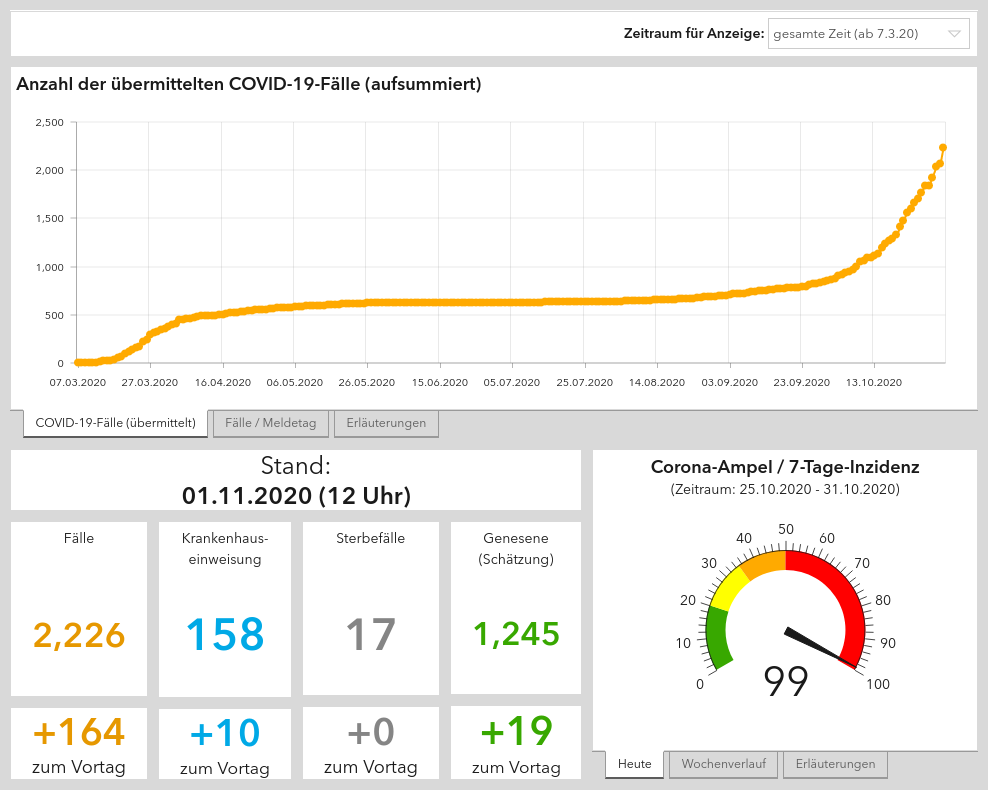 Zeitraum für Anzeige: gesamte Zeit (ab 7.3.20)
Anzahl der übermittelten COVID-19-Fälle (aufsummiert)
2,500
2,000
1,500
1,000
500
0
07.03.2020 27.03.2020 16.04.2020 06.05.2020 26.05.2020 15.06.2020 05.07.2020 25.07.2020 14.08.2020 03.09.2020 23.09.2020 13.10.2020
COVID-19-Fälle (übermittelt) Fälle / Meldetag Erläuterungen
Stand:
01.11.2020 (12 Uhr)
Fälle
2,226
+164
zum Vortag
Krankenhaus-
einweisung
158
+10
zum Vortag
Sterbefälle
17
+0
zum Vortag
Genesene
(Schätzung)
1,245
+19
zum Vortag
Corona-Ampel / 7-Tage-Inzidenz
(Zeitraum: 25.10.2020 - 31.10.2020)
0
10
20
30
40
50
60
70
80
90
100
99
Heute Wochenverlauf Erläuterungen